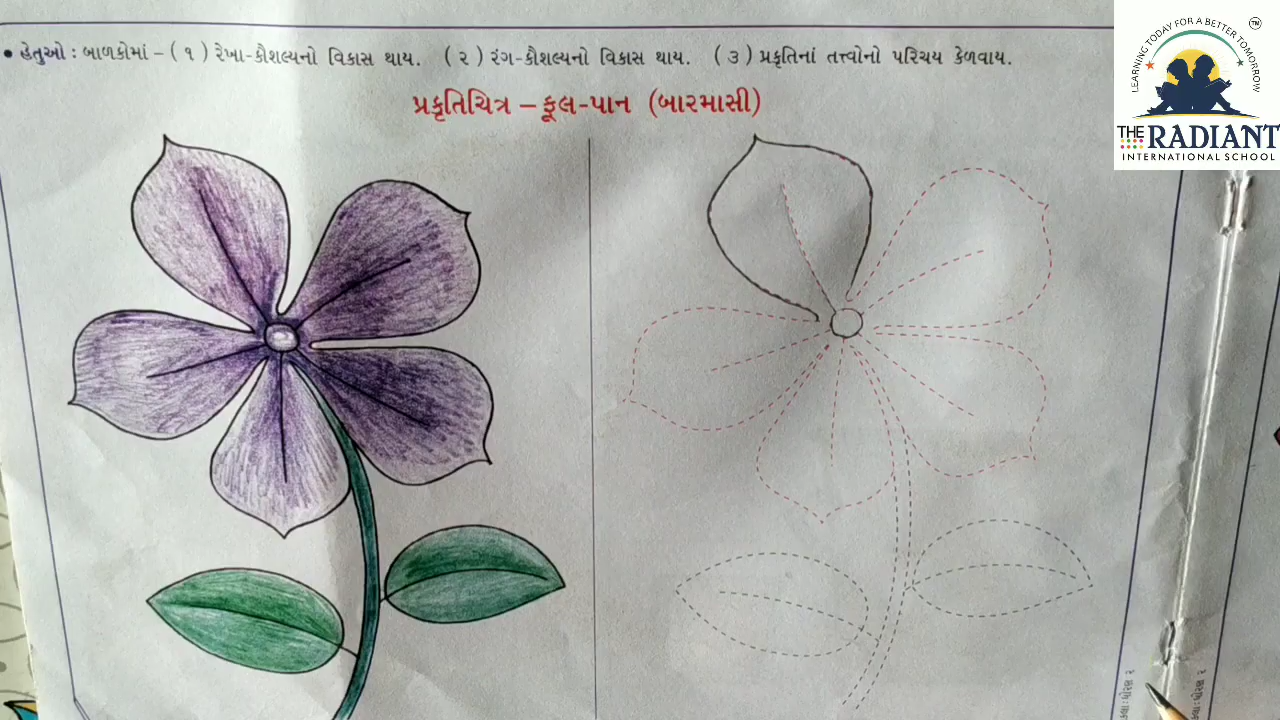 • હેતુઓ : બાળકોમાં – ( ૧ ) રેખા-કૌશલ્યનો વિકાસ થાય. ( ૨ ) રંગ-કૌશલ્યનો વિકાસ થાય. ( ૩ ) પ્રકૃતિનાં તત્ત્વોનો પરિચય કેળવાય.
પ્રકૃતિચિત્ર – ફૂલ-પાન (બારમાસી)
LEARNING TODAY FOR A BETTER TOMORROW
TM
THE RADIANT
INTERNATIONAL SCHOOL